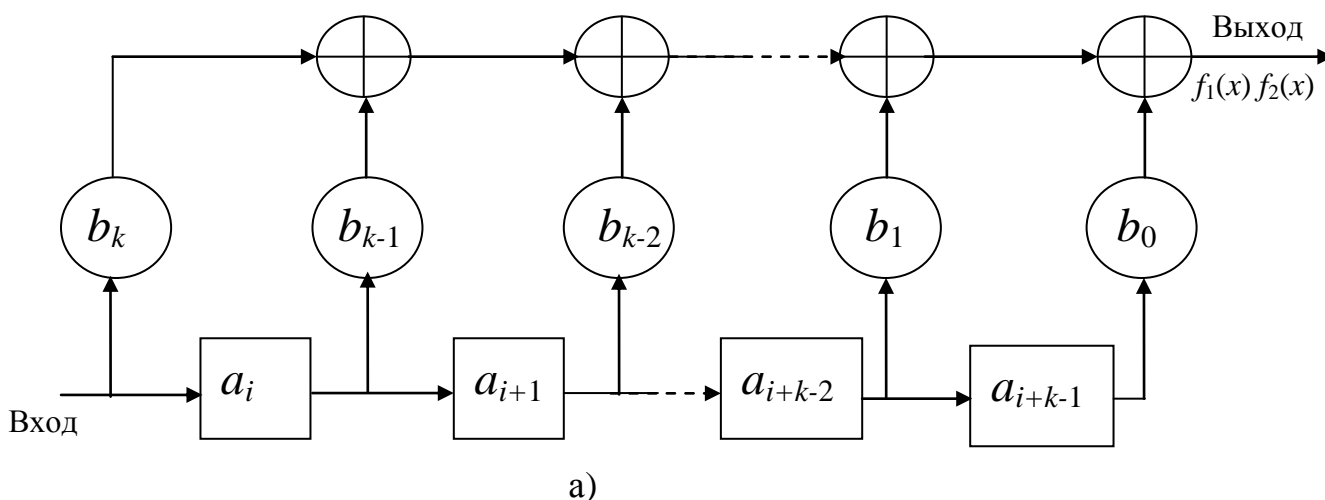 Выход
f₁(x) f₂(x)
bₖ
bₖ₋₁
bₖ₋₂
b₁
b₀
aᵢ
aᵢ₊₁
aᵢ₊ₖ₋₂
aᵢ₊ₖ₋₁
Вход
а)